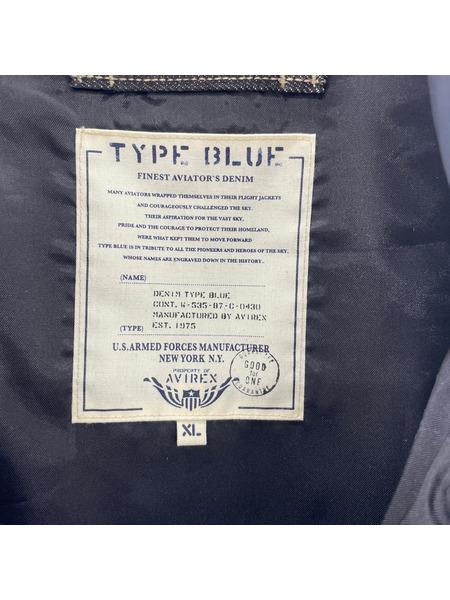 TYPE BLUE
FINEST AVIATOR'S DENIM
MANY AVIATORS WRAPPED THEMSELVES IN THEIR FLIGHT JACKETS
AND COURAGEOUSLY CHALLENGED THE SKY.
THEIR ASPIRATION FOR THE VAST SKY,
PRIDE AND THE COURAGE TO PROTECT THEIR HOMELAND,
WERE WHAT KEPT THEM TO MOVE FORWARD
TYPE BLUE IS IN TRIBUTE TO ALL THE PIONEERS AND HEROES OF THE SKY,
WHOSE NAMES ARE ENGRAVED DOWN IN THE HISTORY.
(NAME)
DENIM TYPE BLUE
CONT. W-535-87-C-0430
MANUFACTURED BY AVIREX
(TYPE) EST. 1975
U.S.ARMED FORCES MANUFACTURER
NEW YORK N.Y.
PROPERTY OF
AVIREX
GOOD
for
ONE
GUARANTEE
XL